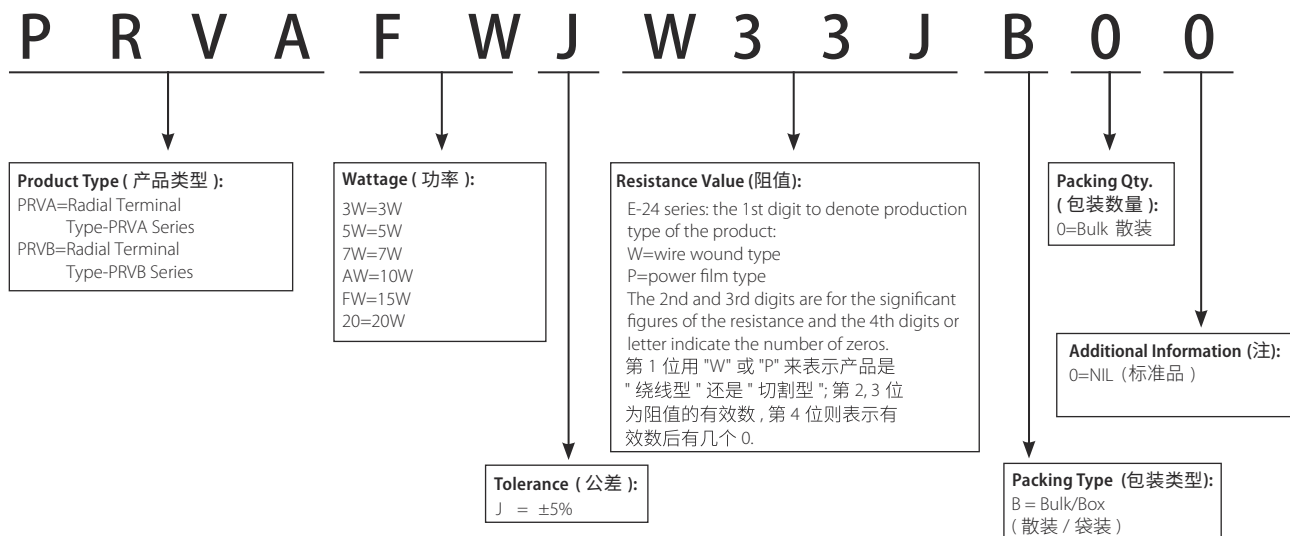 P R V A F W J W 3 3 J B 0 0
Product Type ( 产品类型 ):
PRVA=Radial Terminal
Type-PRVA Series
PRVB=Radial Terminal
Type-PRVB Series
Wattage ( 功率 ):
3W=3W
5W=5W
7W=7W
AW=10W
FW=15W
20=20W
Resistance Value (阻值):
E-24 series: the 1st digit to denote production
type of the product:
W=wire wound type
P=power film type
The 2nd and 3rd digits are for the significant
figures of the resistance and the 4th digits or
letter indicate the number of zeros.
第 1 位用 "W" 或 "P" 来表示产品是
" 绕线型 " 还是 " 切割型 "; 第 2, 3 位
为阻值的有效数 , 第 4 位则表示有
效数后有几个 0.
Packing Qty.
( 包装数量 ):
0=Bulk 散装
Additional Information (注):
0=NIL (标准品 )
Tolerance ( 公差 ):
J = ±5%
Packing Type (包装类型):
B = Bulk/Box
( 散装 / 袋装 )